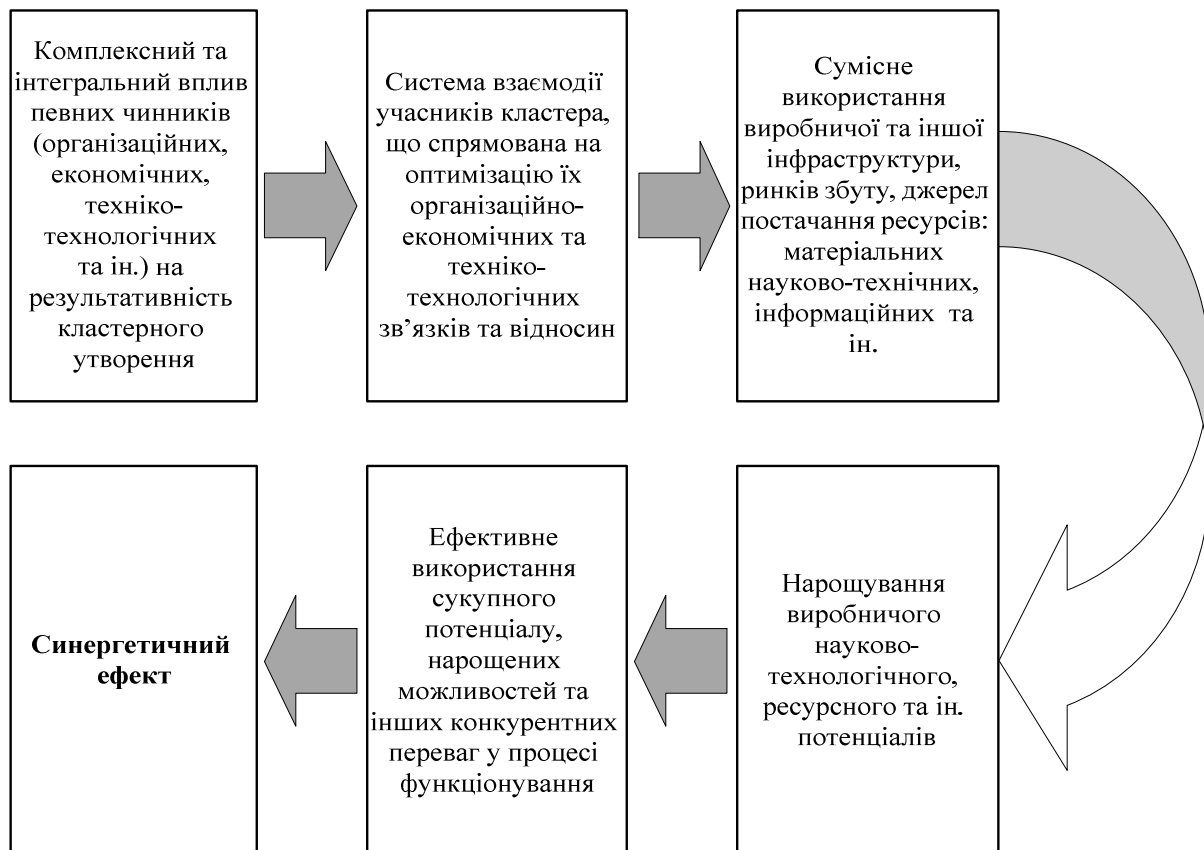 Комплексний та
інтегральний вплив
певних чинників
(організаційних,
економічних,
техніко-
технологічних
та ін.) на
результативність
кластерного
утворення
Система взаємодії
учасників кластера,
що спрямована на
оптимізацію їх
організаційно-
економічних та
техніко-
технологічних
зв’язків та відносин
Сумісне
використання
виробничої та іншої
інфраструктури,
ринків збуту, джерел
постачання ресурсів:
матеріальних
науково-технічних,
інформаційних та
ін.
Нарощування
виробничого
науково-
технологічного,
ресурсного та ін.
потенціалів
Ефективне
використання
сукупного
потенціалу,
нарощених
можливостей та
інших конкурентних
переваг у процесі
функціонування
Синергетичний
ефект